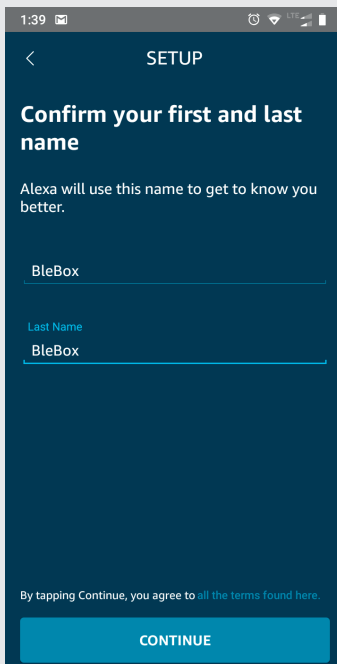 1:39 LTE
SETUP
Confirm your first and last
name
Alexa will use this name to get to know you
better.
BleBox
Last Name
BleBox
By tapping Continue, you agree to all the terms found here.
CONTINUE